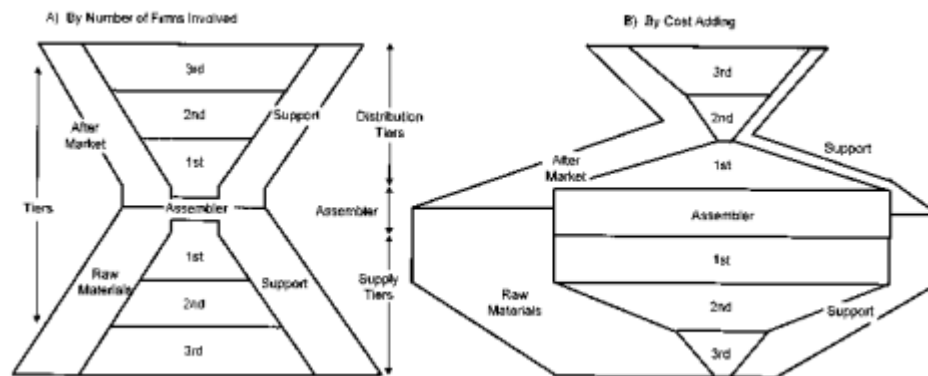 A) By Number of Firms Involved
3rd
2nd
1st
After
Market
Support
Assembler
1st
2nd
3rd
Raw
Materials
Support
Tiers
Distribution
Tiers
Assembler
Supply
Tiers
B) By Cost Adding
3rd
2nd
1st
After
Market
Support
Assembler
1st
2nd
3rd
Raw
Materials
Support